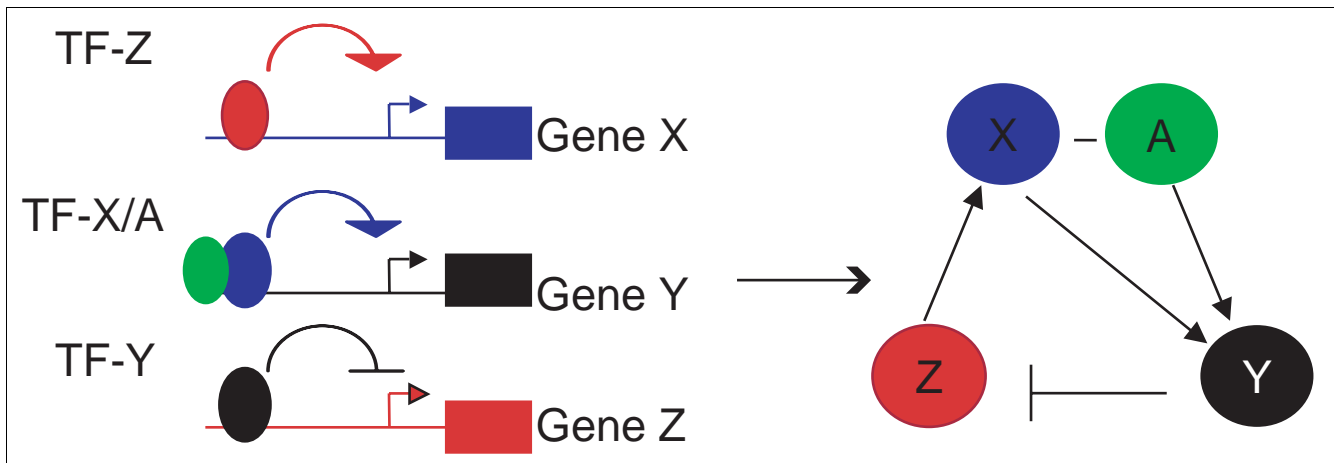 TF-Z
Gene X
TF-X/A
Gene Y
TF-Y
Gene Z
X
A
Z
Y